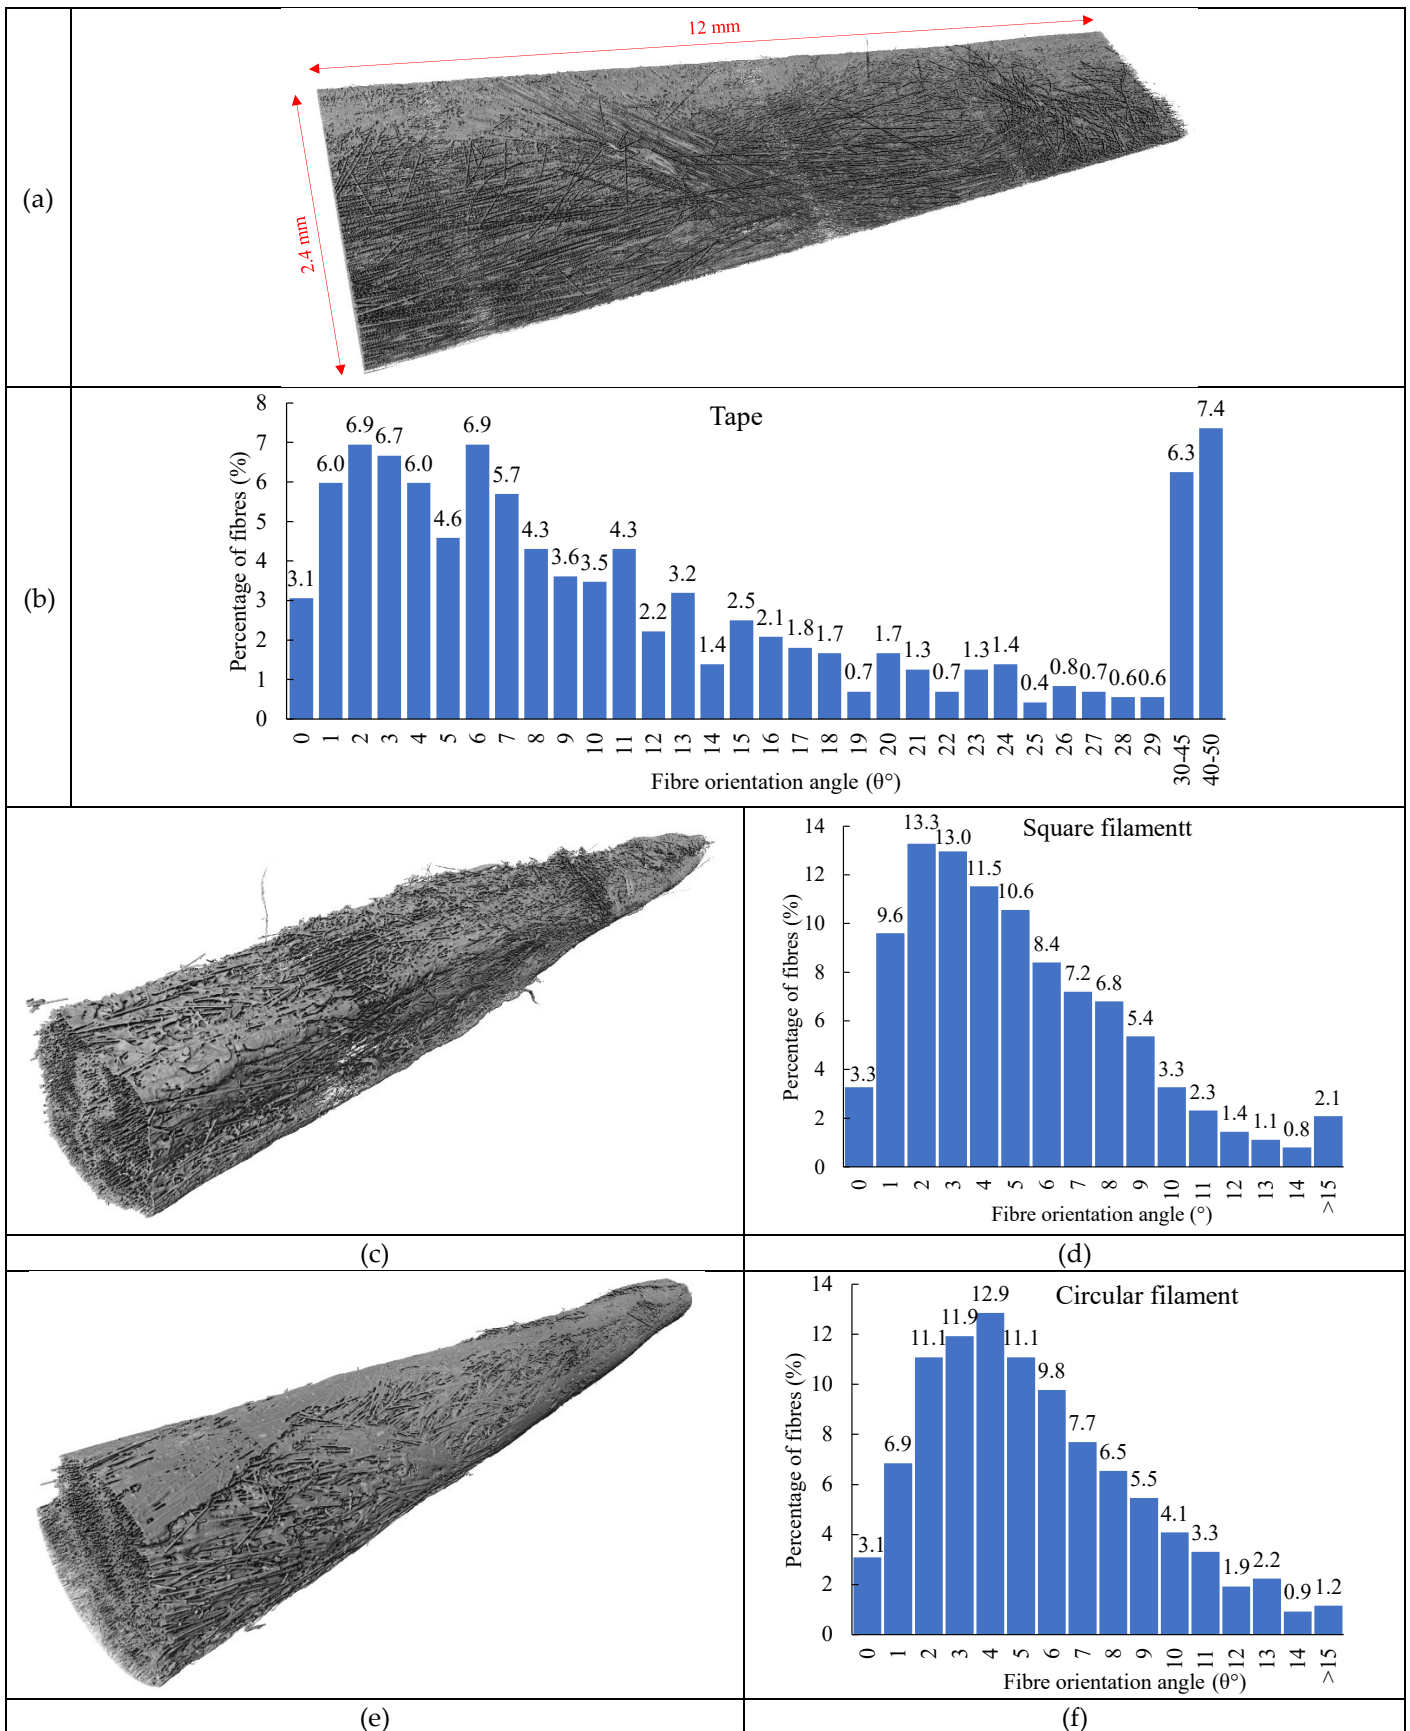 12 mm
2.4 mm
(a)
(b)
Tape
Percentage of fibres (%)
8
7
6
5
4
3
2
1
0
3.1 6.0 6.9 6.7 6.0 4.6 6.9 5.7 4.3 3.6 3.5 4.3 2.2 3.2 1.4 2.5 2.1 1.8 1.7 0.7 1.7 1.3 0.7 1.3 1.4 0.4 0.8 0.7 0.6 0.6 6.3 7.4
0 1 2 3 4 5 6 7 8 9 10 11 12 13 14 15 16 17 18 19 20 21 22 23 24 25 26 27 28 29 30-45 40-50
Fibre orientation angle (θ°)
Square filamentt
Percentage of fibres (%)
14
12
10
8
6
4
2
0
3.3 9.6 13.3 13.0 11.5 10.6 8.4 7.2 6.8 5.4 3.3 2.3 1.4 1.1 0.8 2.1
0 1 2 3 4 5 6 7 8 9 10 11 12 13 14 >15
Fibre orientation angle (°)
(c)
(d)
Circular filament
Percentage of fibres (%)
14
12
10
8
6
4
2
0
3.1 6.9 11.1 11.9 12.9 11.1 9.8 7.7 6.5 5.5 4.1 3.3 1.9 2.2 0.9 1.2
0 1 2 3 4 5 6 7 8 9 10 11 12 13 14 >15
Fibre orientation angle (θ°)
(e)
(f)